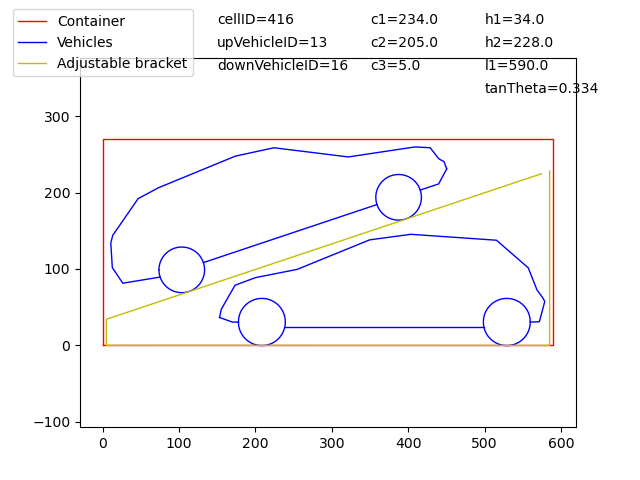 Container
Vehicles
Adjustable bracket
cellID=416
upVehicleID=13
downVehicleID=16
c1=234.0
c2=205.0
c3=5.0
h1=34.0
h2=228.0
l1=590.0
tanTheta=0.334
300
200
100
0
−100
0 100 200 300 400 500 600